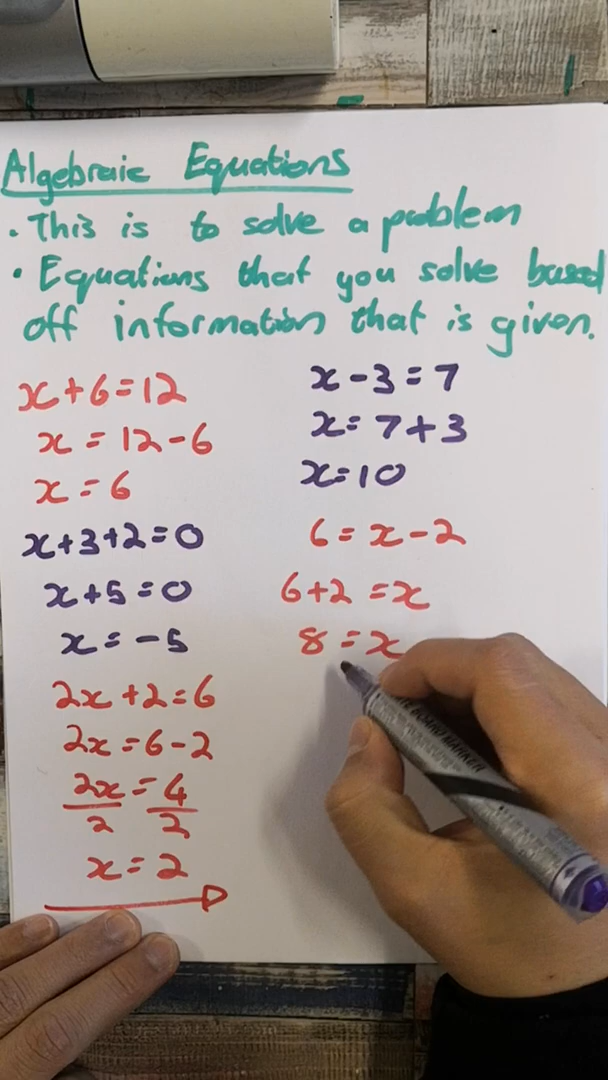 Algebraic Equations
. This is to solve a problem
• Equations that you solve based
off information that is given.
x+6=12
x = 12-6
x = 6
x+3+2=0
x+5=0
x = -5
2x+2=6
2x=6-2
2x = 4
2 2
x=2
x-3=7
x=7+3
x=10
6=x-2
6+2=x
8=x
BOARD MARKER